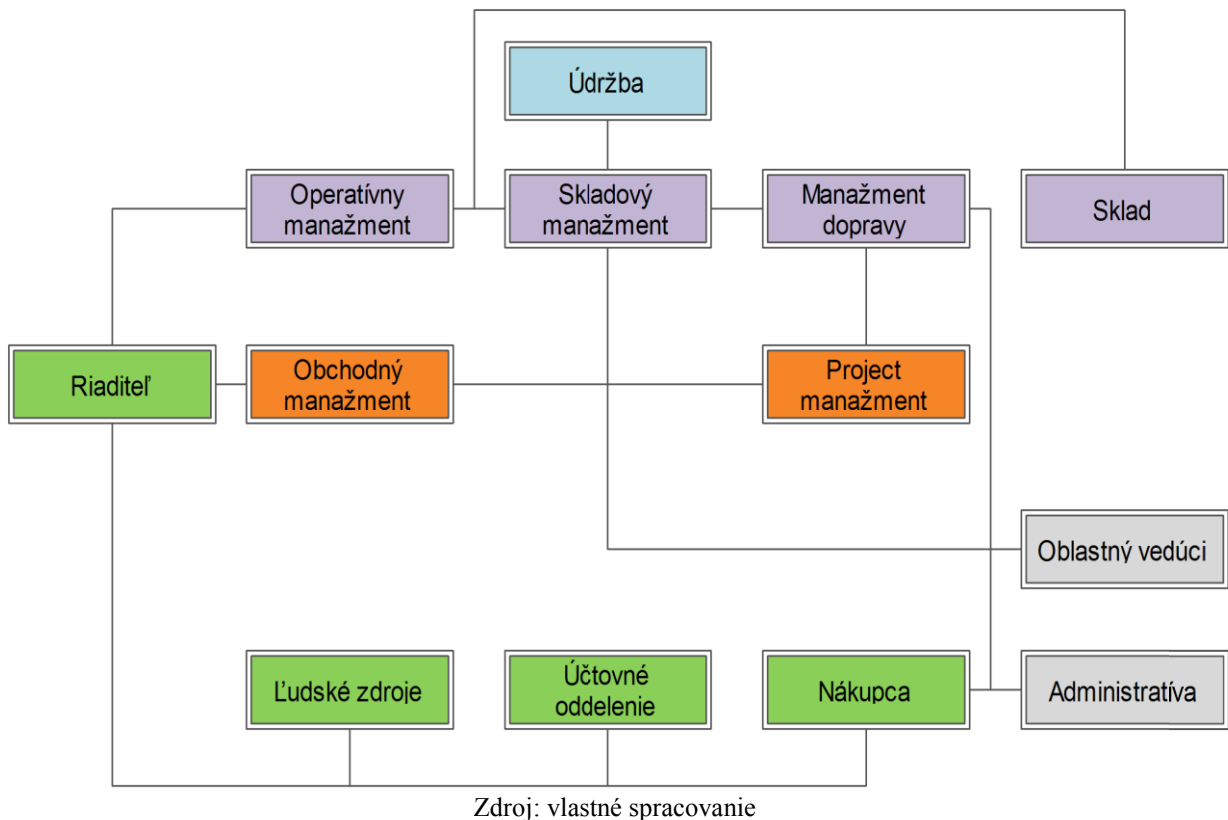 Údržba
Operatívny
manažment
Skladový
manažment
Manažment
dopravy
Sklad
Riaditeľ
Obchodný
manažment
Project
manažment
Oblastný vedúci
Ľudské zdroje
Účtovné
oddelenie
Nákupca
Administratíva
Zdroj: vlastné spracovanie